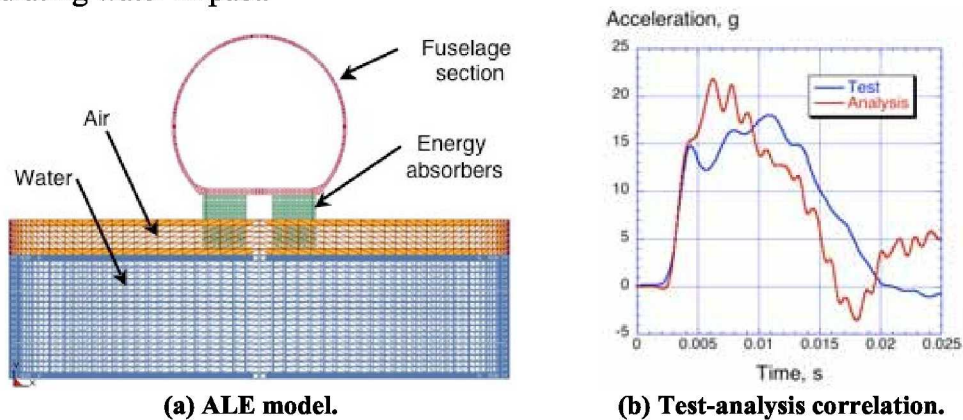 Acceleration, g
Fuselage
section
Air
Energy
absorbers
Water
25
20
15
10
5
0
-5
Test
Analysis
0
0.005
0.01
0.015
0.02
0.025
Time, s
Y
X
(a) ALE model.
(b) Test-analysis correlation.